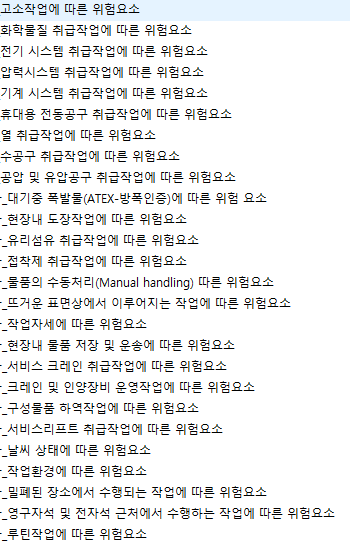 고소작업에 따른 위험요소
화학물질 취급작업에 따른 위험요소
전기 시스템 취급작업에 따른 위험요소
압력시스템 취급작업에 따른 위험요소
기계 시스템 취급작업에 따른 위험요소
휴대용 전동공구 취급작업에 따른 위험요소
열 취급작업에 따른 위험요소
수공구 취급작업에 따른 위험요소
공압 및 유압공구 취급작업에 따른 위험요소
_대기중 폭발물(ATEX-방폭인증)에 따른 위험 요소
_현장내 도장작업에 따른 위험요소
_유리섬유 취급작업에 따른 위험요소
_접착제 취급작업에 따른 위험요소
_물품의 수동처리(Manual handling) 따른 위험요소
_뜨거운 표면상에서 이루어지는 작업에 따른 위험요소
_작업자세에 따른 위험요소
_현장내 물품 저장 및 운송에 따른 위험요소
_서비스 크레인 취급작업에 따른 위험요소
_크레인 및 인양장비 운영작업에 따른 위험요소
_구성물품 하역작업에 따른 위험요소
_서비스리프트 취급작업에 따른 위험요소
_날씨 상태에 따른 위험요소
_작업환경에 따른 위험요소
_밀폐된 장소에서 수행되는 작업에 따른 위험요소
_영구자석 및 전자석 근처에서 수행하는 작업에 따른 위험요소
_루틴작업에 따른 위험요소